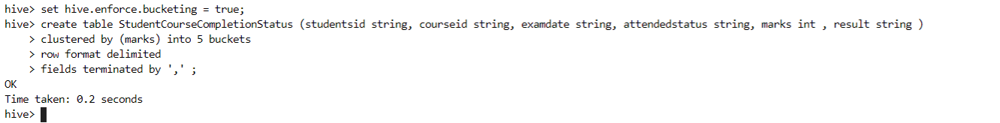 hive> set hive.enforce.bucketing = true;
hive> create table StudentCourseCompletionStatus (studentsid string, courseid string, examdate string, attendedstatus string, marks int , result string )
    > clustered by (marks) into 5 buckets
    > row format delimited
    > fields terminated by ',' ;
OK
Time taken: 0.2 seconds
hive>